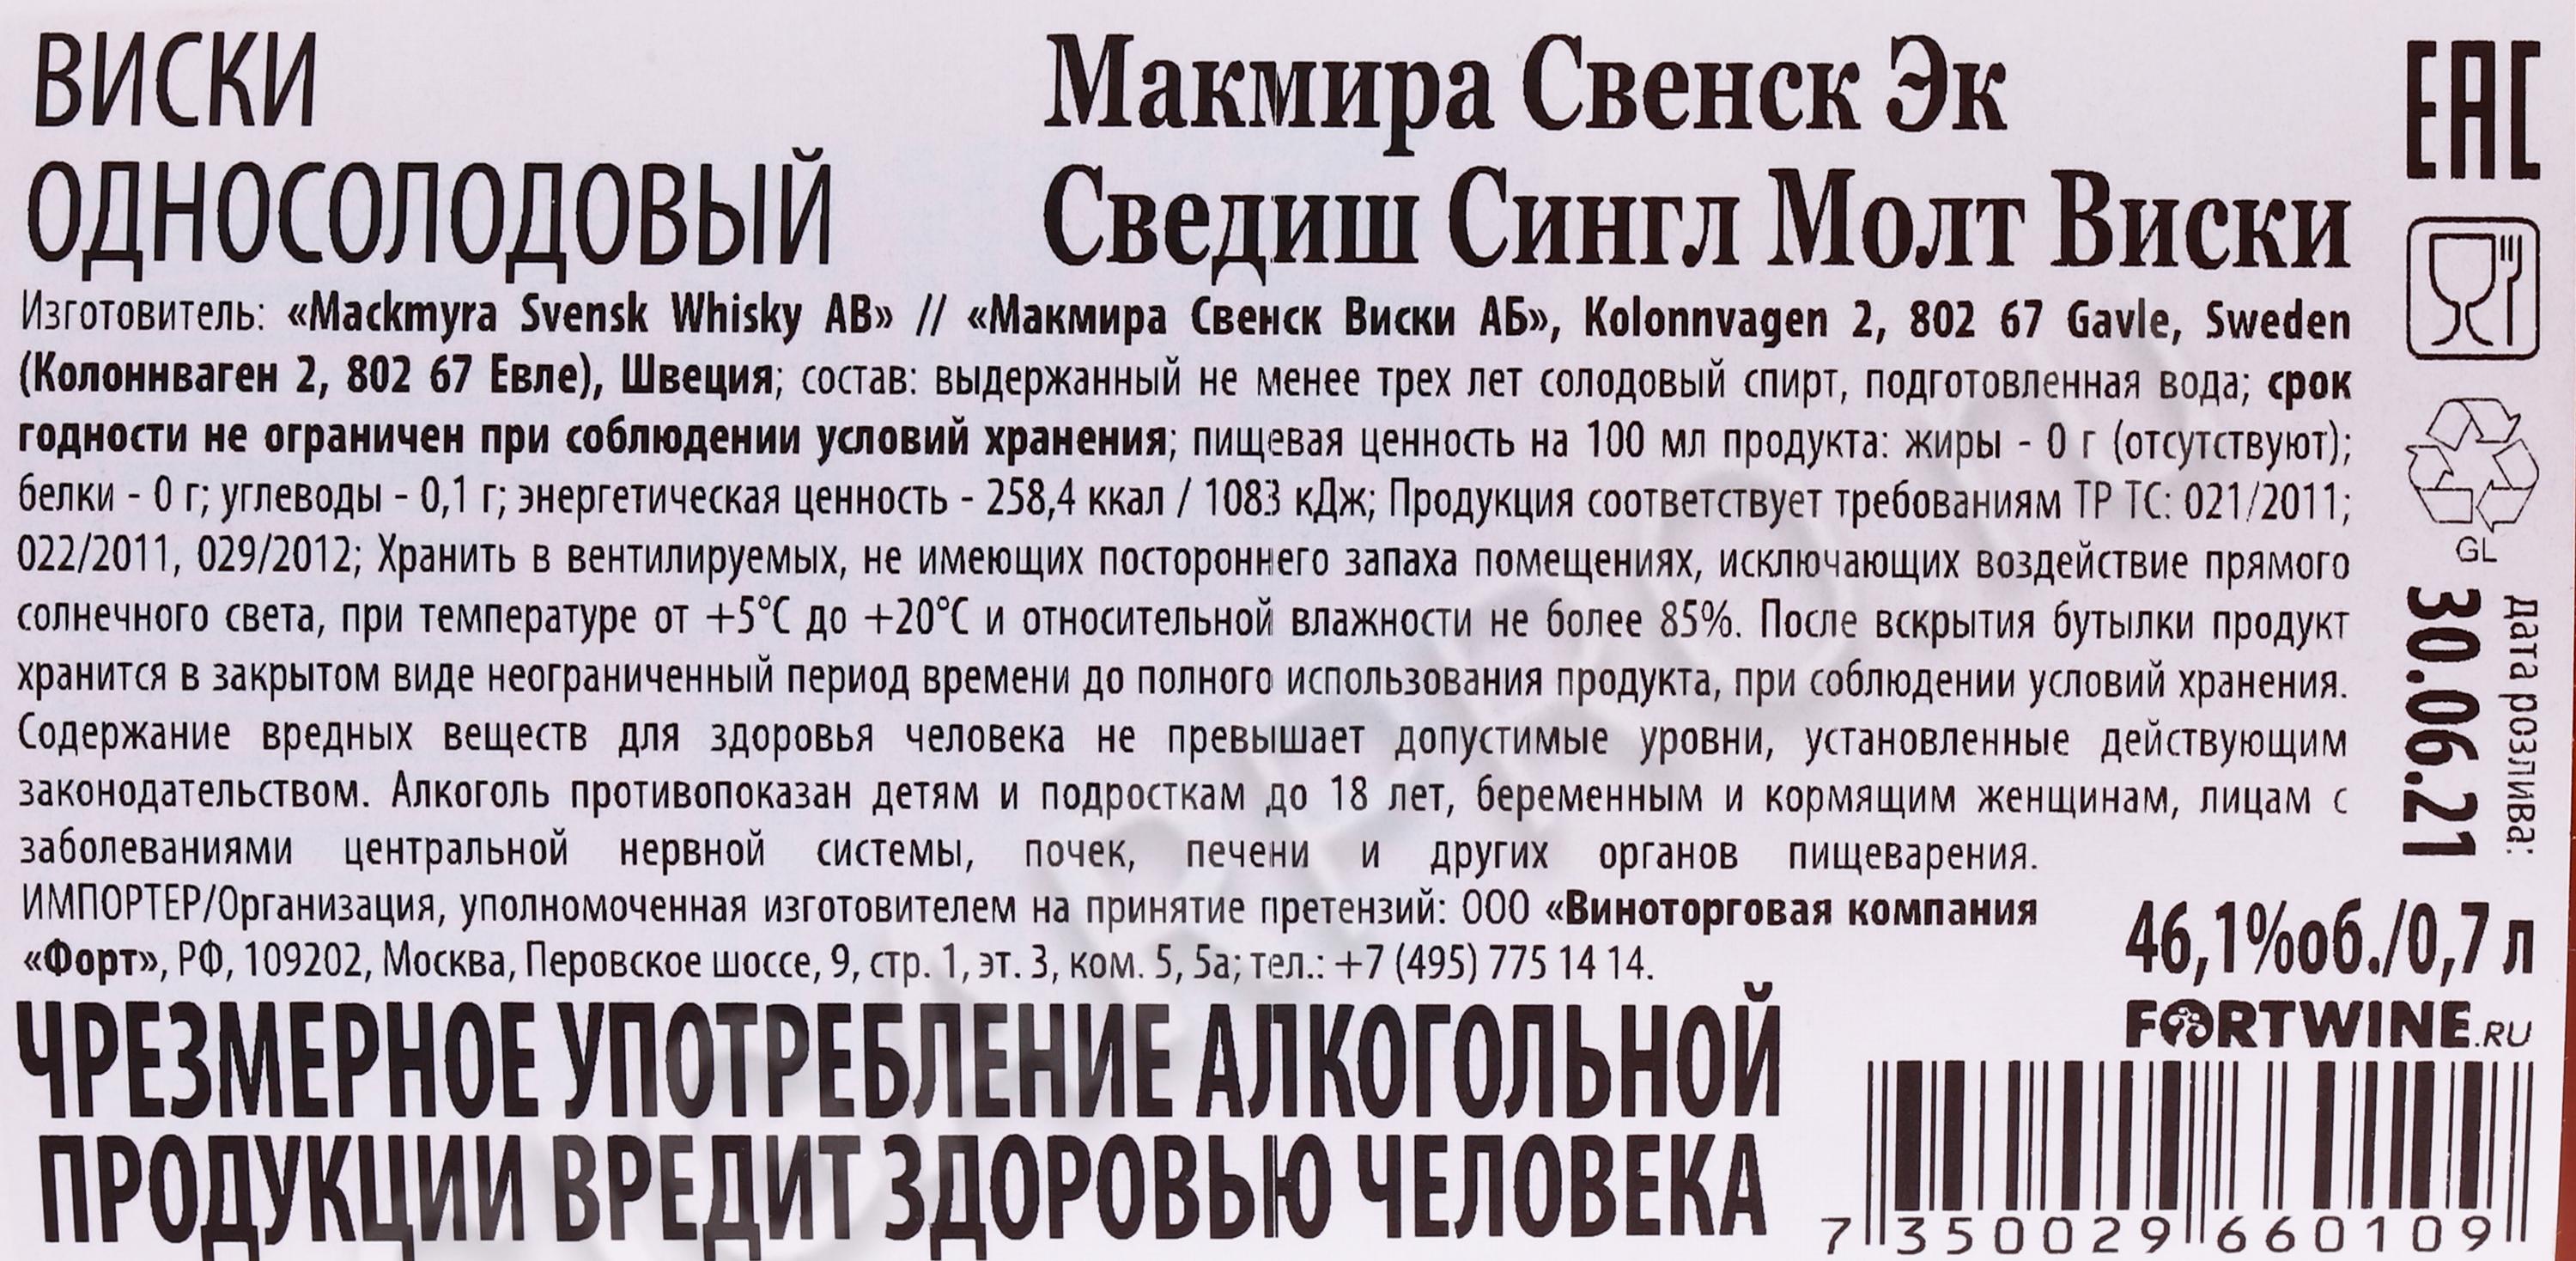 ВИСКИ
ОДНОСОЛОДОВЫЙ
Макмира Свенск Эк
Сведиш Сингл Молт Виски
Изготовитель: «Mackmyra Svensk Whisky AB» // «Макмира Свенск Виски АБ», Kolonnvagen 2, 802 67 Gavle, Sweden
(Колоннваген 2, 802 67 Евле), Швеция; состав: выдержанный не менее трех лет солодовый спирт, подготовленная вода; срок
годности не ограничен при соблюдении условий хранения; пищевая ценность на 100 мл продукта: жиры - 0 г (отсутствуют);
белки - 0 г; углеводы - 0,1 г; энергетическая ценность - 258,4 ккал / 1083 кДж; Продукция соответствует требованиям ТР ТС: 021/2011;
022/2011, 029/2012; Хранить в вентилируемых, не имеющих постороннего запаха помещениях, исключающих воздействие прямого
солнечного света, при температуре от +5°С до +20°С и относительной влажности не более 85%. После вскрытия бутылки продукт
хранится в закрытом виде неограниченный период времени до полного использования продукта, при соблюдении условий хранения.
Содержание вредных веществ для здоровья человека не превышает допустимые уровни, установленные действующим
законодательством. Алкоголь противопоказан детям и подросткам до 18 лет, беременным и кормящим женщинам, лицам с
заболеваниями центральной нервной системы, почек, печени и других органов пищеварения.
ИМПОРТЕР/Организация, уполномоченная изготовителем на принятие претензий: ООО «Виноторговая компания
«Форт», РФ, 109202, Москва, Перовское шоссе, 9, стр. 1, эт. 3, ком. 5, 5а; тел.: +7 (495) 775 14 14.
ЧРЕЗМЕРНОЕ УПОТРЕБЛЕНИЕ АЛКОГОЛЬНОЙ
ПРОДУКЦИИ ВРЕДИТ ЗДОРОВЬЮ ЧЕЛОВЕКА
EAC
GL
дата розлива:
30.06.21
46,1%об./0,7 л
FORTWINE.RU
7 350029 660109